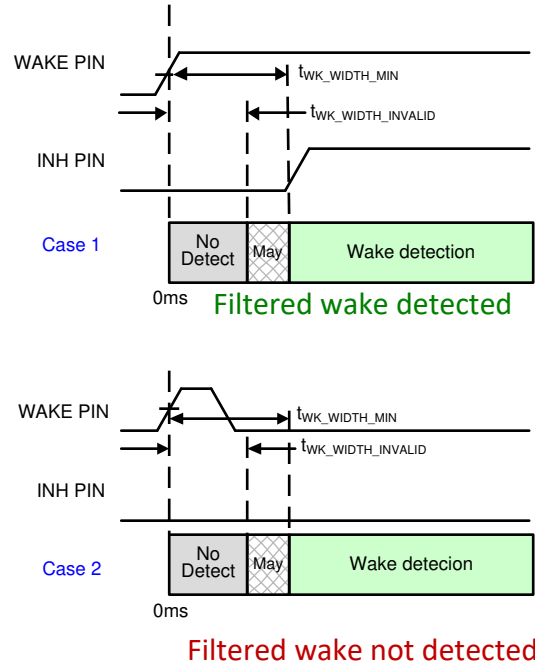 WAKE PIN
tWK_WIDTH_MIN
tWK_WIDTH_INVALID
INH PIN
Case 1
No Detect
May
Wake detection
0ms
Filtered wake detected
WAKE PIN
tWK_WIDTH_MIN
tWK_WIDTH_INVALID
INH PIN
Case 2
No Detect
May
Wake detecion
0ms
Filtered wake not detected